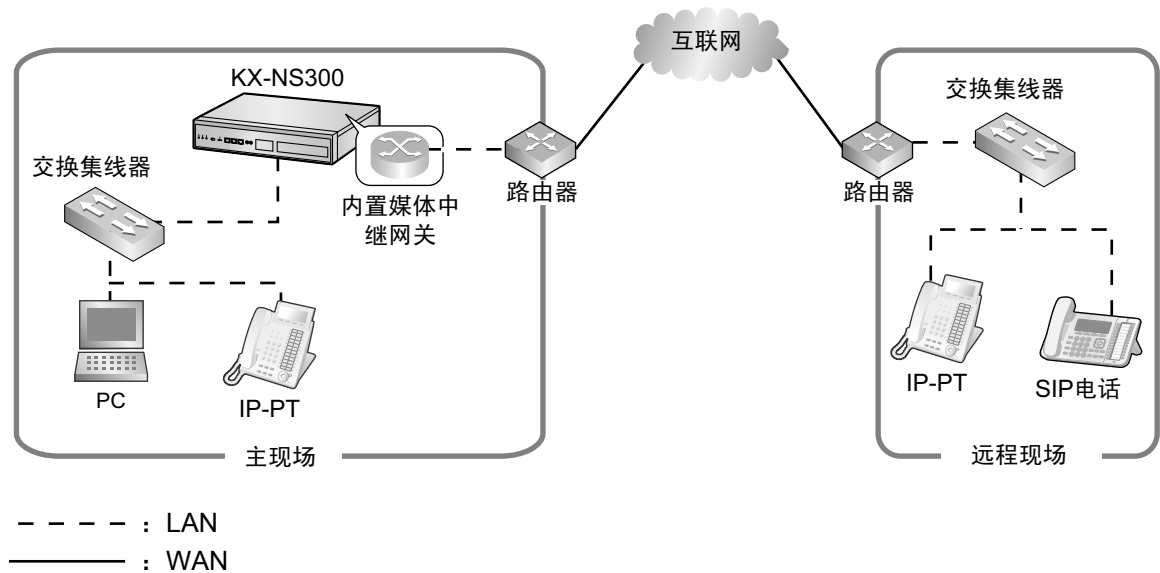 互联网
KX-NS300
交换集线器
交换集线器
路由器
路由器
内置媒体中
继网关
PC
IP-PT
IP-PT
SIP电话
主现场
远程现场
：LAN
：WAN